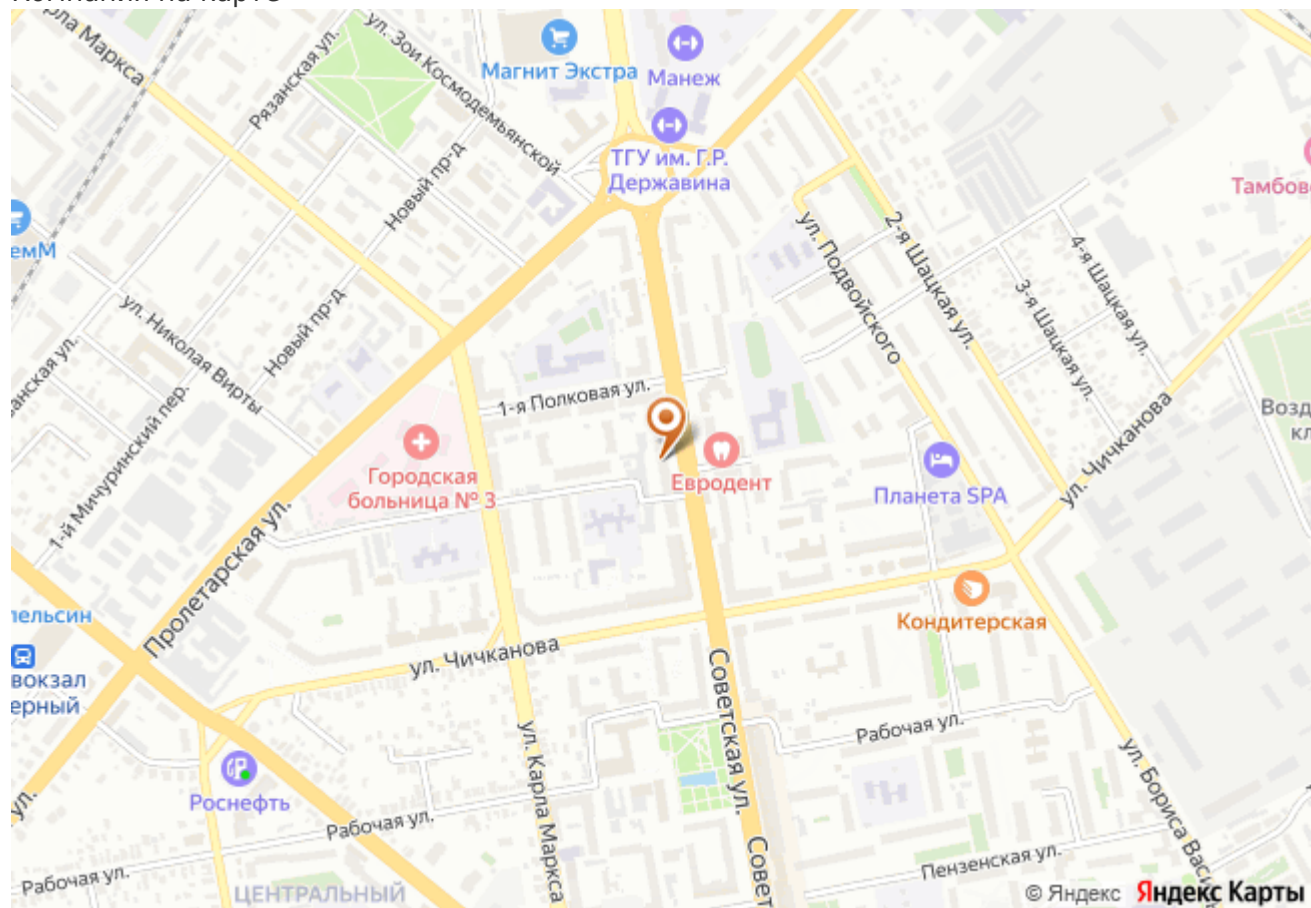 Карла Маркса
Рязанская ул.
ул. Зои Космодемьянской
Магнит Экстра
Манеж
ТГУ им. Г.Р.
Державина
Новый пр-д
Тамбов
емМ
ул. Подвойского
2-я Шацкая ул.
4-я Шацкая ул.
3-я Шацкая ул.
ул. Николая Вирты
Новый пр-д
занская ул.
1-й Мичуринский пер.
1-я Полковая ул.
Городская
больница № 3
Евродент
Планета SPA
ул. Чичканова
Возд
кл
Пролетарская ул.
пельсин
вокзал
ерный
Кондитерская
ул. Чичканова
Советская ул.
Рабочая ул.
ул. Карла Маркса
ул. Бориса Васи
Роснефть
ул.
Рабочая ул.
Рабочая ул.
ЦЕНТРАЛЬНЫЙ
Совет
Пензенская ул.
© Яндекс Яндекс Карты